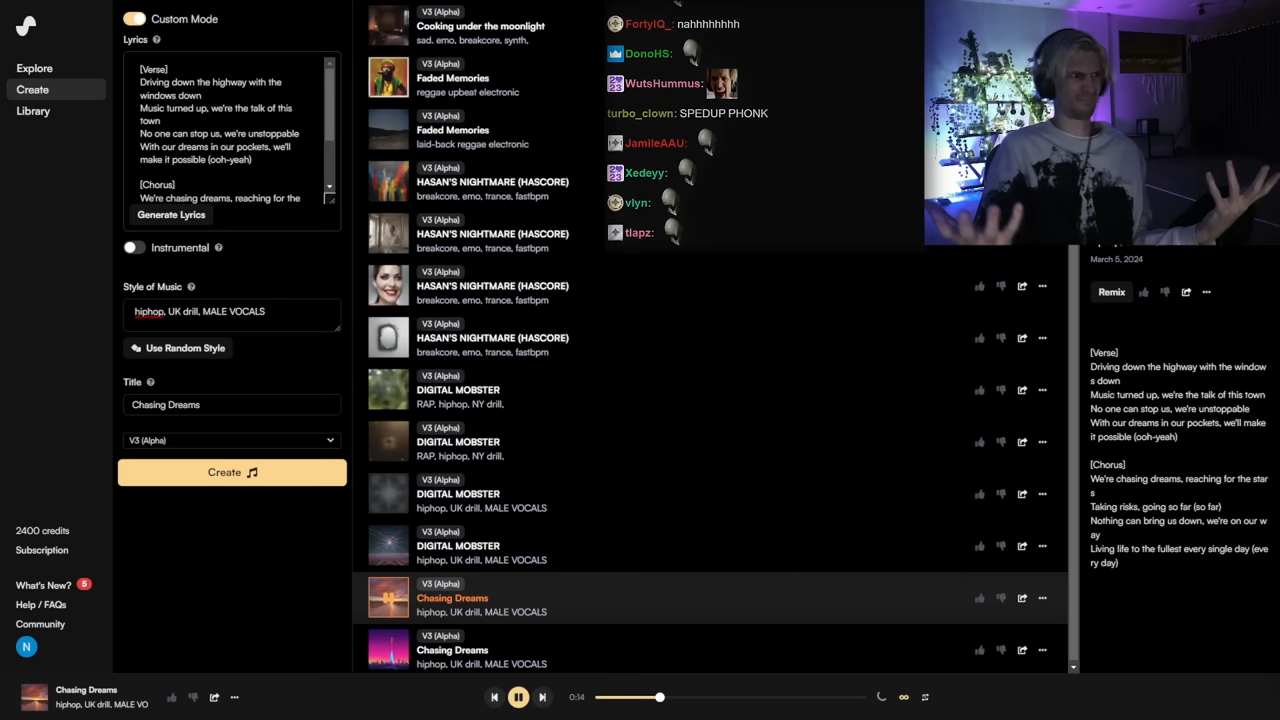 Explore
Create
Library
2400 credits
Subscription
What's New? 5
Help / FAQs
Community
N
Custom Mode
Lyrics
[Verse]
Driving down the highway with the
windows down
Music turned up, we're the talk of this
town
No one can stop us, we're unstoppable
With our dreams in our pockets, we'll
make it possible (ooh-yeah)
[Chorus]
We're chasing dreams, reaching for the
Generate Lyrics
Instrumental
Style of Music
hiphop, UK drill, MALE VOCALS
Use Random Style
Title
Chasing Dreams
V3 (Alpha)
Create
V3 (Alpha)
Cooking under the moonlight
sad, emo, breakcore, synth,
V3 (Alpha)
Faded Memories
reggae upbeat electronic
V3 (Alpha)
Faded Memories
laid-back reggae electronic
V3 (Alpha)
HASAN'S NIGHTMARE (HASCORE)
breakcore, emo, trance, fastbpm
V3 (Alpha)
HASAN'S NIGHTMARE (HASCORE)
breakcore, emo, trance, fastbpm
V3 (Alpha)
HASAN'S NIGHTMARE (HASCORE)
breakcore, emo, trance, fastbpm
V3 (Alpha)
HASAN'S NIGHTMARE (HASCORE)
breakcore, emo, trance, fastbpm
V3 (Alpha)
DIGITAL MOBSTER
RAP, hiphop, NY drill,
V3 (Alpha)
DIGITAL MOBSTER
RAP, hiphop, NY drill,
V3 (Alpha)
DIGITAL MOBSTER
hiphop, UK drill, MALE VOCALS
V3 (Alpha)
DIGITAL MOBSTER
hiphop, UK drill, MALE VOCALS
V3 (Alpha)
Chasing Dreams
hiphop, UK drill, MALE VOCALS
V3 (Alpha)
Chasing Dreams
hiphop, UK drill, MALE VOCALS
FortyIQ_: nahhhhhhhh
DonoHS:
WutsHummus:
turbo_clown: SPEDUP PHONK
JamileAAU:
Xedeyy:
vlyn:
tlapz:
March 5, 2024
Remix
[Verse]
Driving down the highway with the window
s down
Music turned up, we're the talk of this town
No one can stop us, we're unstoppable
With our dreams in our pockets, we'll make
it possible (ooh-yeah)
[Chorus]
We're chasing dreams, reaching for the star
s
Taking risks, going so far (so far)
Nothing can bring us down, we're on our w
ay
Living life to the fullest every single day (eve
ry day)
Chasing Dreams
hiphop, UK drill, MALE VO
0:14